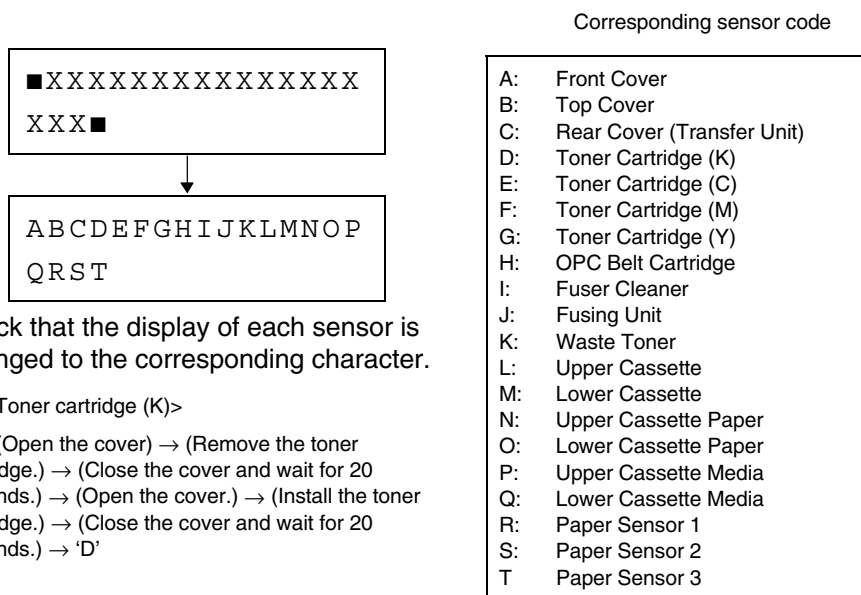 ■XXXXXXXXXXXXXXX
XXX■
ABCDEFGHIJKLMNOP
QRST
ck that the display of each sensor is
nged to the corresponding character.
Toner cartridge (K)>
(Open the cover) → (Remove the toner
dge.) → (Close the cover and wait for 20
nds.) → (Open the cover.) → (Install the toner
dge.) → (Close the cover and wait for 20
nds.) → ‘D’
Corresponding sensor code
A: Front Cover
B: Top Cover
C: Rear Cover (Transfer Unit)
D: Toner Cartridge (K)
E: Toner Cartridge (C)
F: Toner Cartridge (M)
G: Toner Cartridge (Y)
H: OPC Belt Cartridge
I: Fuser Cleaner
J: Fusing Unit
K: Waste Toner
L: Upper Cassette
M: Lower Cassette
N: Upper Cassette Paper
O: Lower Cassette Paper
P: Upper Cassette Media
Q: Lower Cassette Media
R: Paper Sensor 1
S: Paper Sensor 2
T Paper Sensor 3